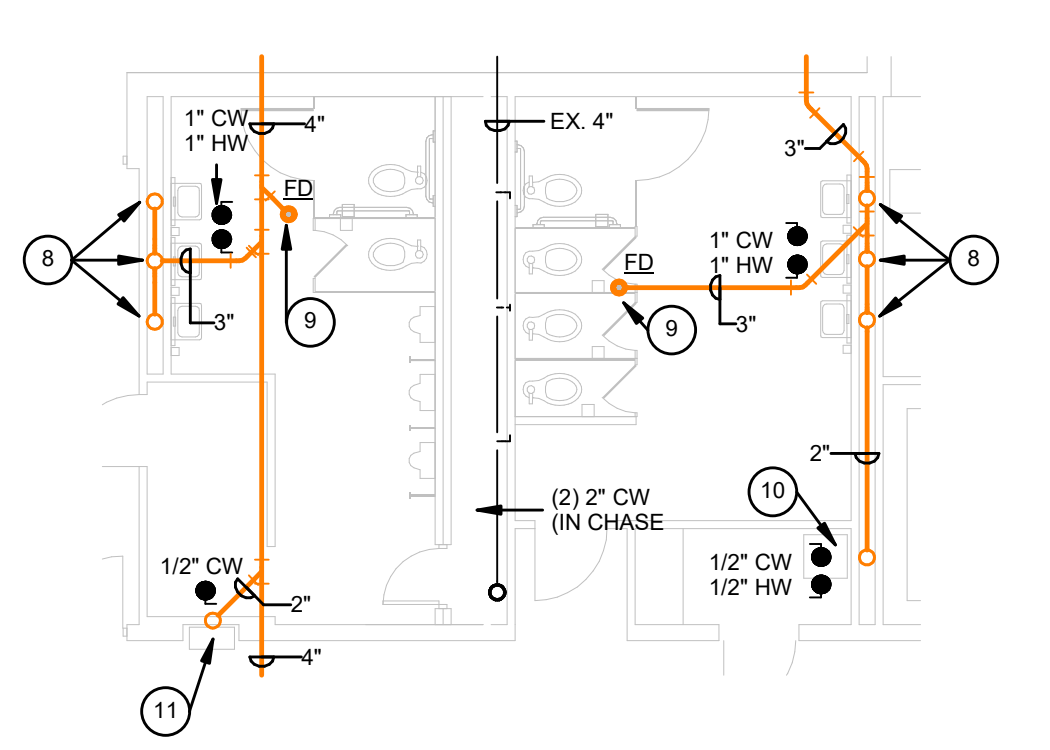 1" CW
1" HW
4"
EX. 4"
3"
FD
8
3"
9
1" CW
1" HW
FD
8
9
3"
2"
10
(2) 2" CW
(IN CHASE
1/2" CW
1/2" CW
1/2" HW
2"
4"
11